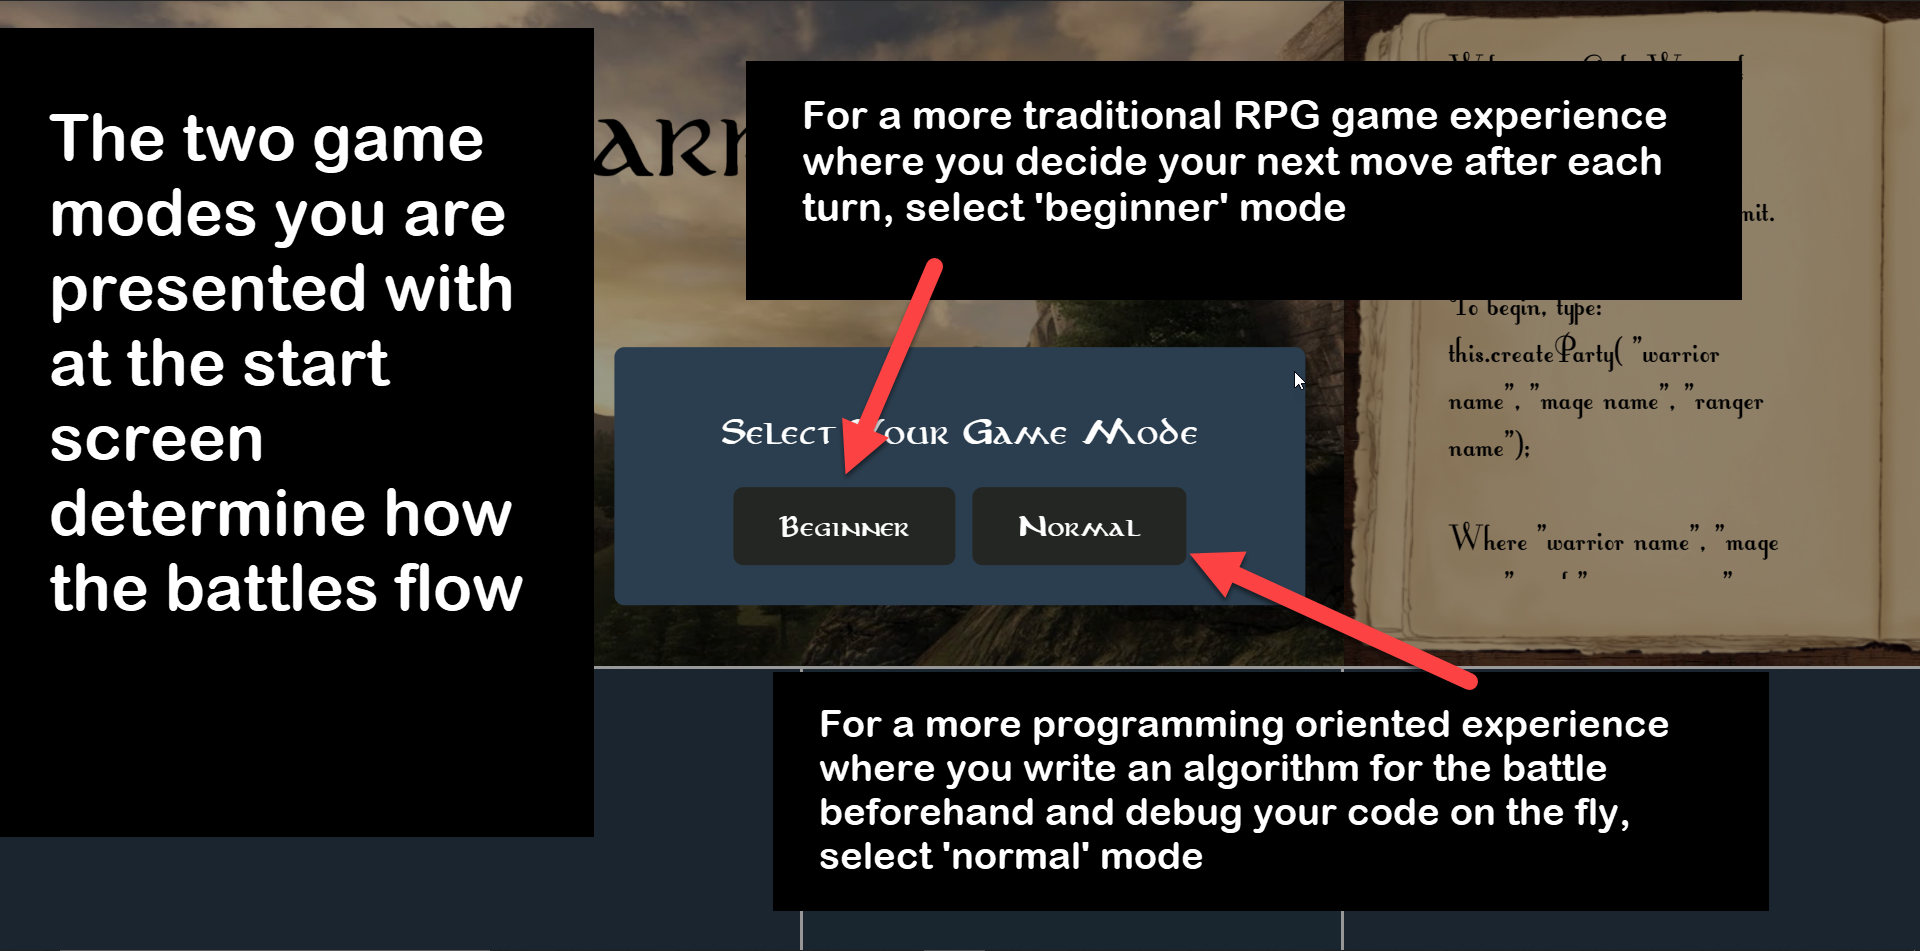 The two game
modes you are
presented with
at the start
screen
determine how
the battles flow
For a more traditional RPG game experience
where you decide your next move after each
turn, select 'beginner' mode
Select Your Game Mode
Beginner
Normal
For a more programming oriented experience
where you write an algorithm for the battle
beforehand and debug your code on the fly,
select 'normal' mode
To begin, type:
this.createParty( "warrior
name", "mage name", "ranger
name");
Where "warrior name", "mage